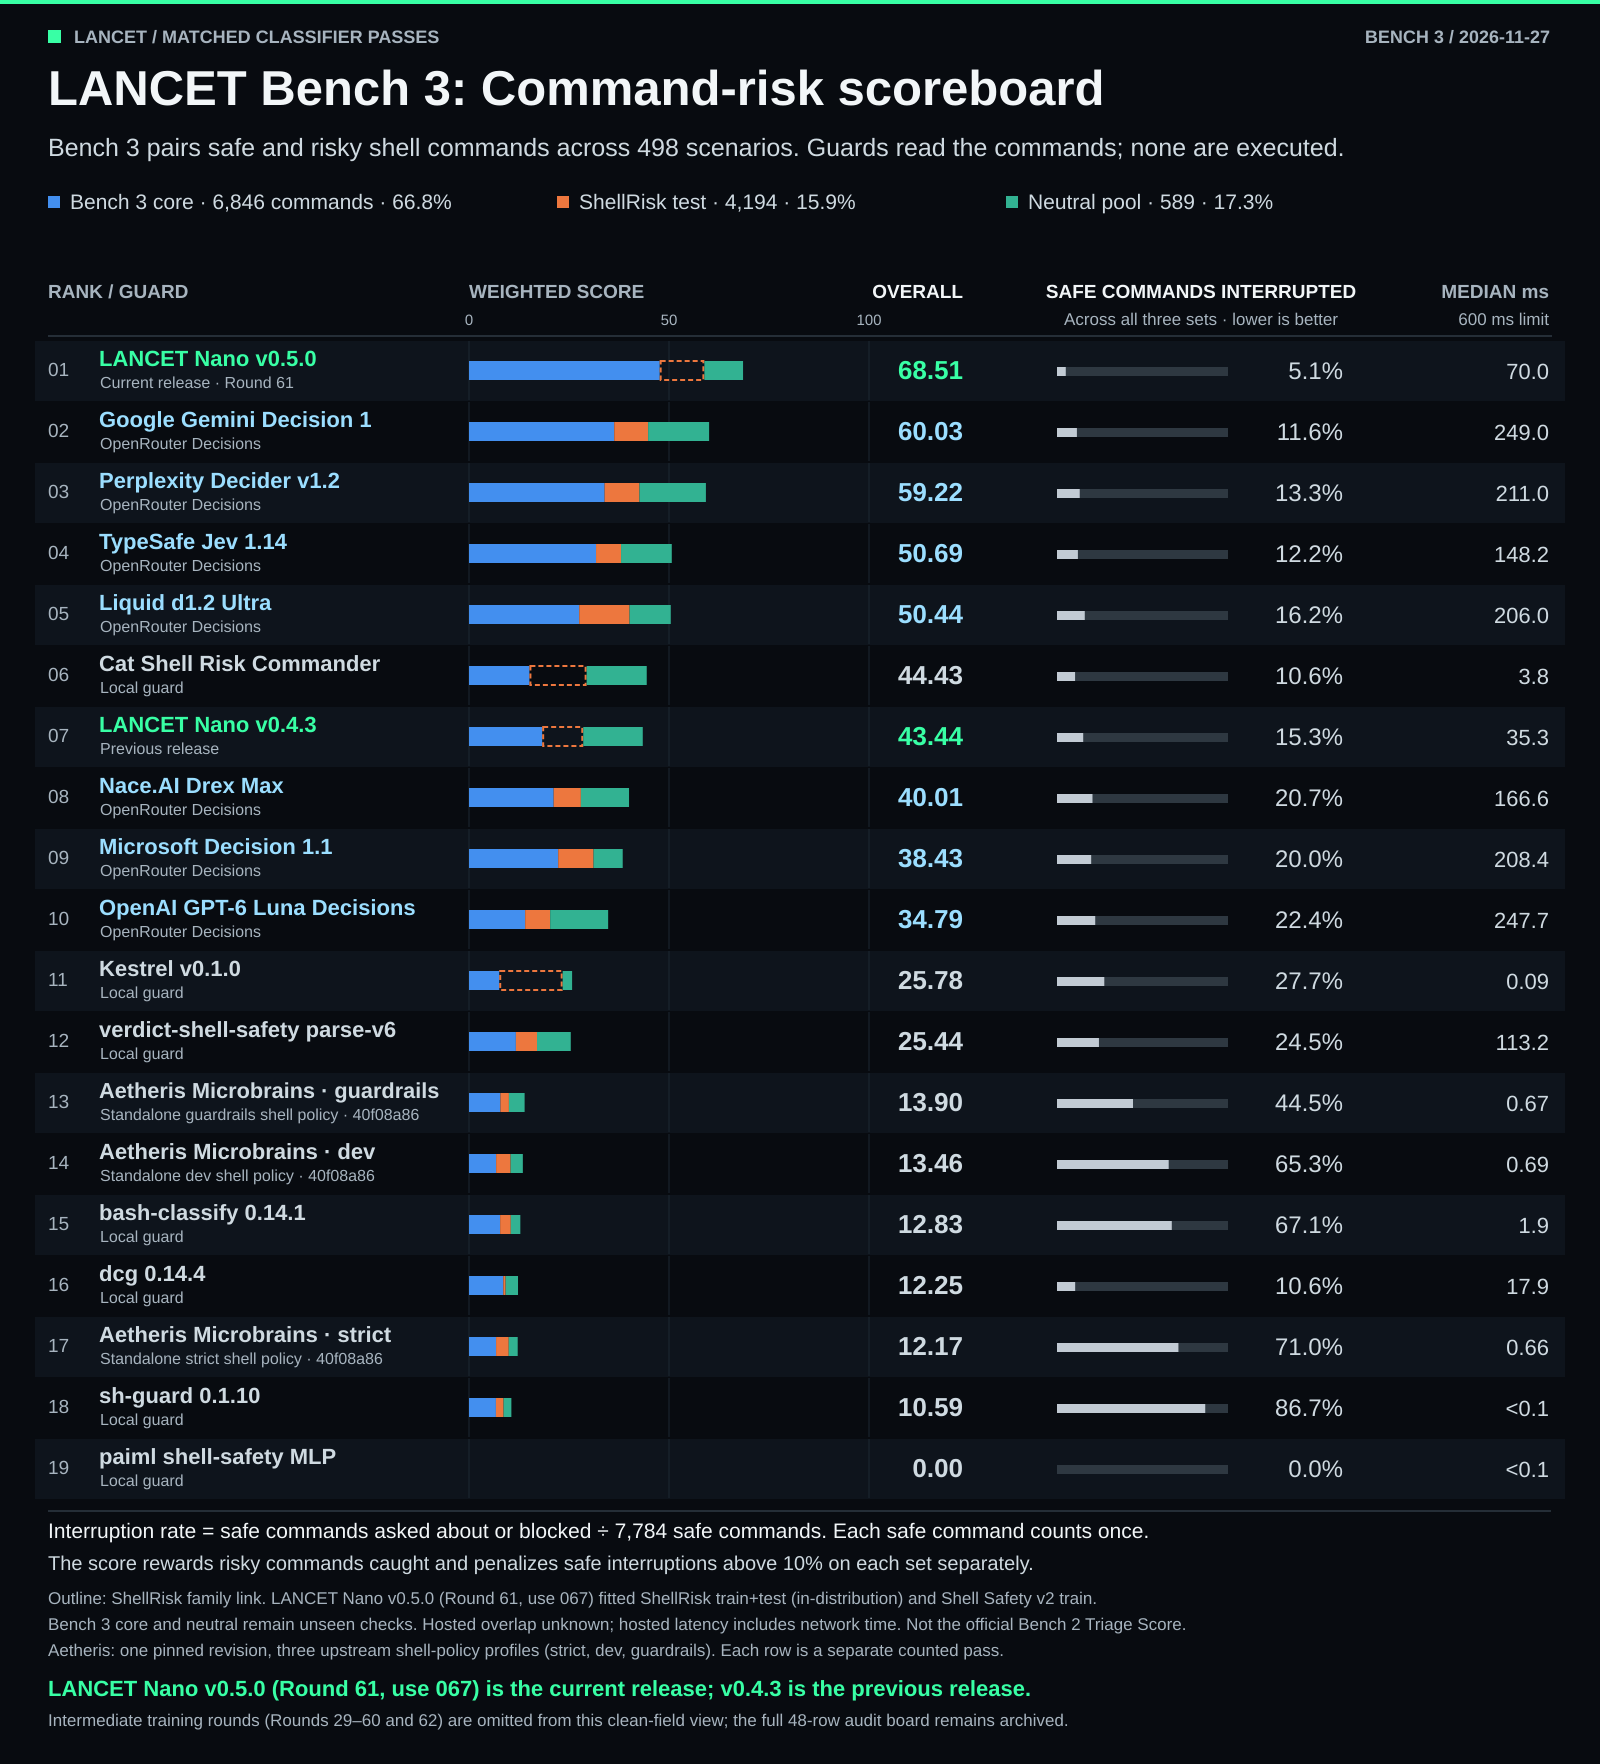 LANCET / MATCHED CLASSIFIER PASSES
BENCH 3 / 2026-11-27
LANCET Bench 3: Command-risk scoreboard
Bench 3 pairs safe and risky shell commands across 498 scenarios. Guards read the commands; none are executed.
Bench 3 core · 6,846 commands · 66.8% ShellRisk test · 4,194 · 15.9% Neutral pool · 589 · 17.3%
RANK / GUARD WEIGHTED SCORE OVERALL SAFE COMMANDS INTERRUPTED MEDIAN ms
0 50 100 Across all three sets · lower is better 600 ms limit
01 LANCET Nano v0.5.0 68.51 5.1% 70.0
Current release · Round 61
02 Google Gemini Decision 1 60.03 11.6% 249.0
OpenRouter Decisions
03 Perplexity Decider v1.2 59.22 13.3% 211.0
OpenRouter Decisions
04 TypeSafe Jev 1.14 50.69 12.2% 148.2
OpenRouter Decisions
05 Liquid d1.2 Ultra 50.44 16.2% 206.0
OpenRouter Decisions
06 Cat Shell Risk Commander 44.43 10.6% 3.8
Local guard
07 LANCET Nano v0.4.3 43.44 15.3% 35.3
Previous release
08 Nace.AI Drex Max 40.01 20.7% 166.6
OpenRouter Decisions
09 Microsoft Decision 1.1 38.43 20.0% 208.4
OpenRouter Decisions
10 OpenAI GPT-6 Luna Decisions 34.79 22.4% 247.7
OpenRouter Decisions
11 Kestrel v0.1.0 25.78 27.7% 0.09
Local guard
12 verdict-shell-safety parse-v6 25.44 24.5% 113.2
Local guard
13 Aetheris Microbrains · guardrails 13.90 44.5% 0.67
Standalone guardrails shell policy · 40f08a86
14 Aetheris Microbrains · dev 13.46 65.3% 0.69
Standalone dev shell policy · 40f08a86
15 bash-classify 0.14.1 12.83 67.1% 1.9
Local guard
16 dcg 0.14.4 12.25 10.6% 17.9
Local guard
17 Aetheris Microbrains · strict 12.17 71.0% 0.66
Standalone strict shell policy · 40f08a86
18 sh-guard 0.1.10 10.59 86.7% <0.1
Local guard
19 paiml shell-safety MLP 0.00 0.0% <0.1
Local guard
Interruption rate = safe commands asked about or blocked ÷ 7,784 safe commands. Each safe command counts once.
The score rewards risky commands caught and penalizes safe interruptions above 10% on each set separately.
Outline: ShellRisk family link. LANCET Nano v0.5.0 (Round 61, use 067) fitted ShellRisk train+test (in-distribution) and Shell Safety v2 train.
Bench 3 core and neutral remain unseen checks. Hosted overlap unknown; hosted latency includes network time. Not the official Bench 2 Triage Score.
Aetheris: one pinned revision, three upstream shell-policy profiles (strict, dev, guardrails). Each row is a separate counted pass.
LANCET Nano v0.5.0 (Round 61, use 067) is the current release; v0.4.3 is the previous release.
Intermediate training rounds (Rounds 29–60 and 62) are omitted from this clean-field view; the full 48-row audit board remains archived.